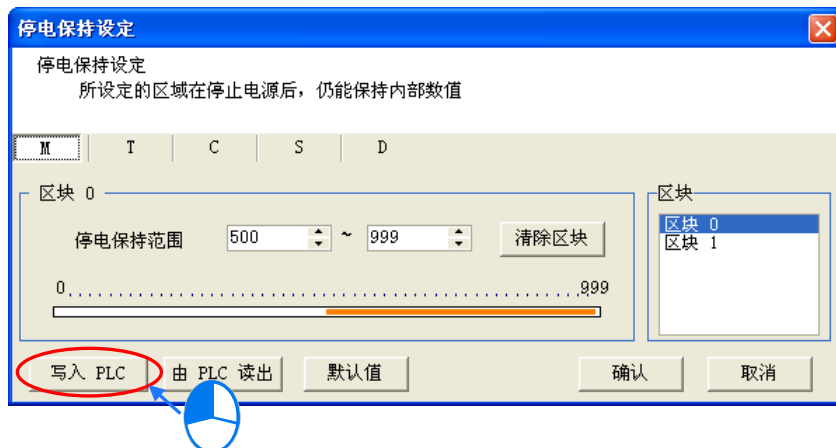 停电保持设定
停电保持设定
所设定的区域在停止电源后，仍能保持内部数值
M T C S D
区块 0
停电保持范围 500 ~ 999 清除区块
0 999
区块
区块 0
区块 1
写入 PLC 由 PLC 读出 默认值 确认 取消